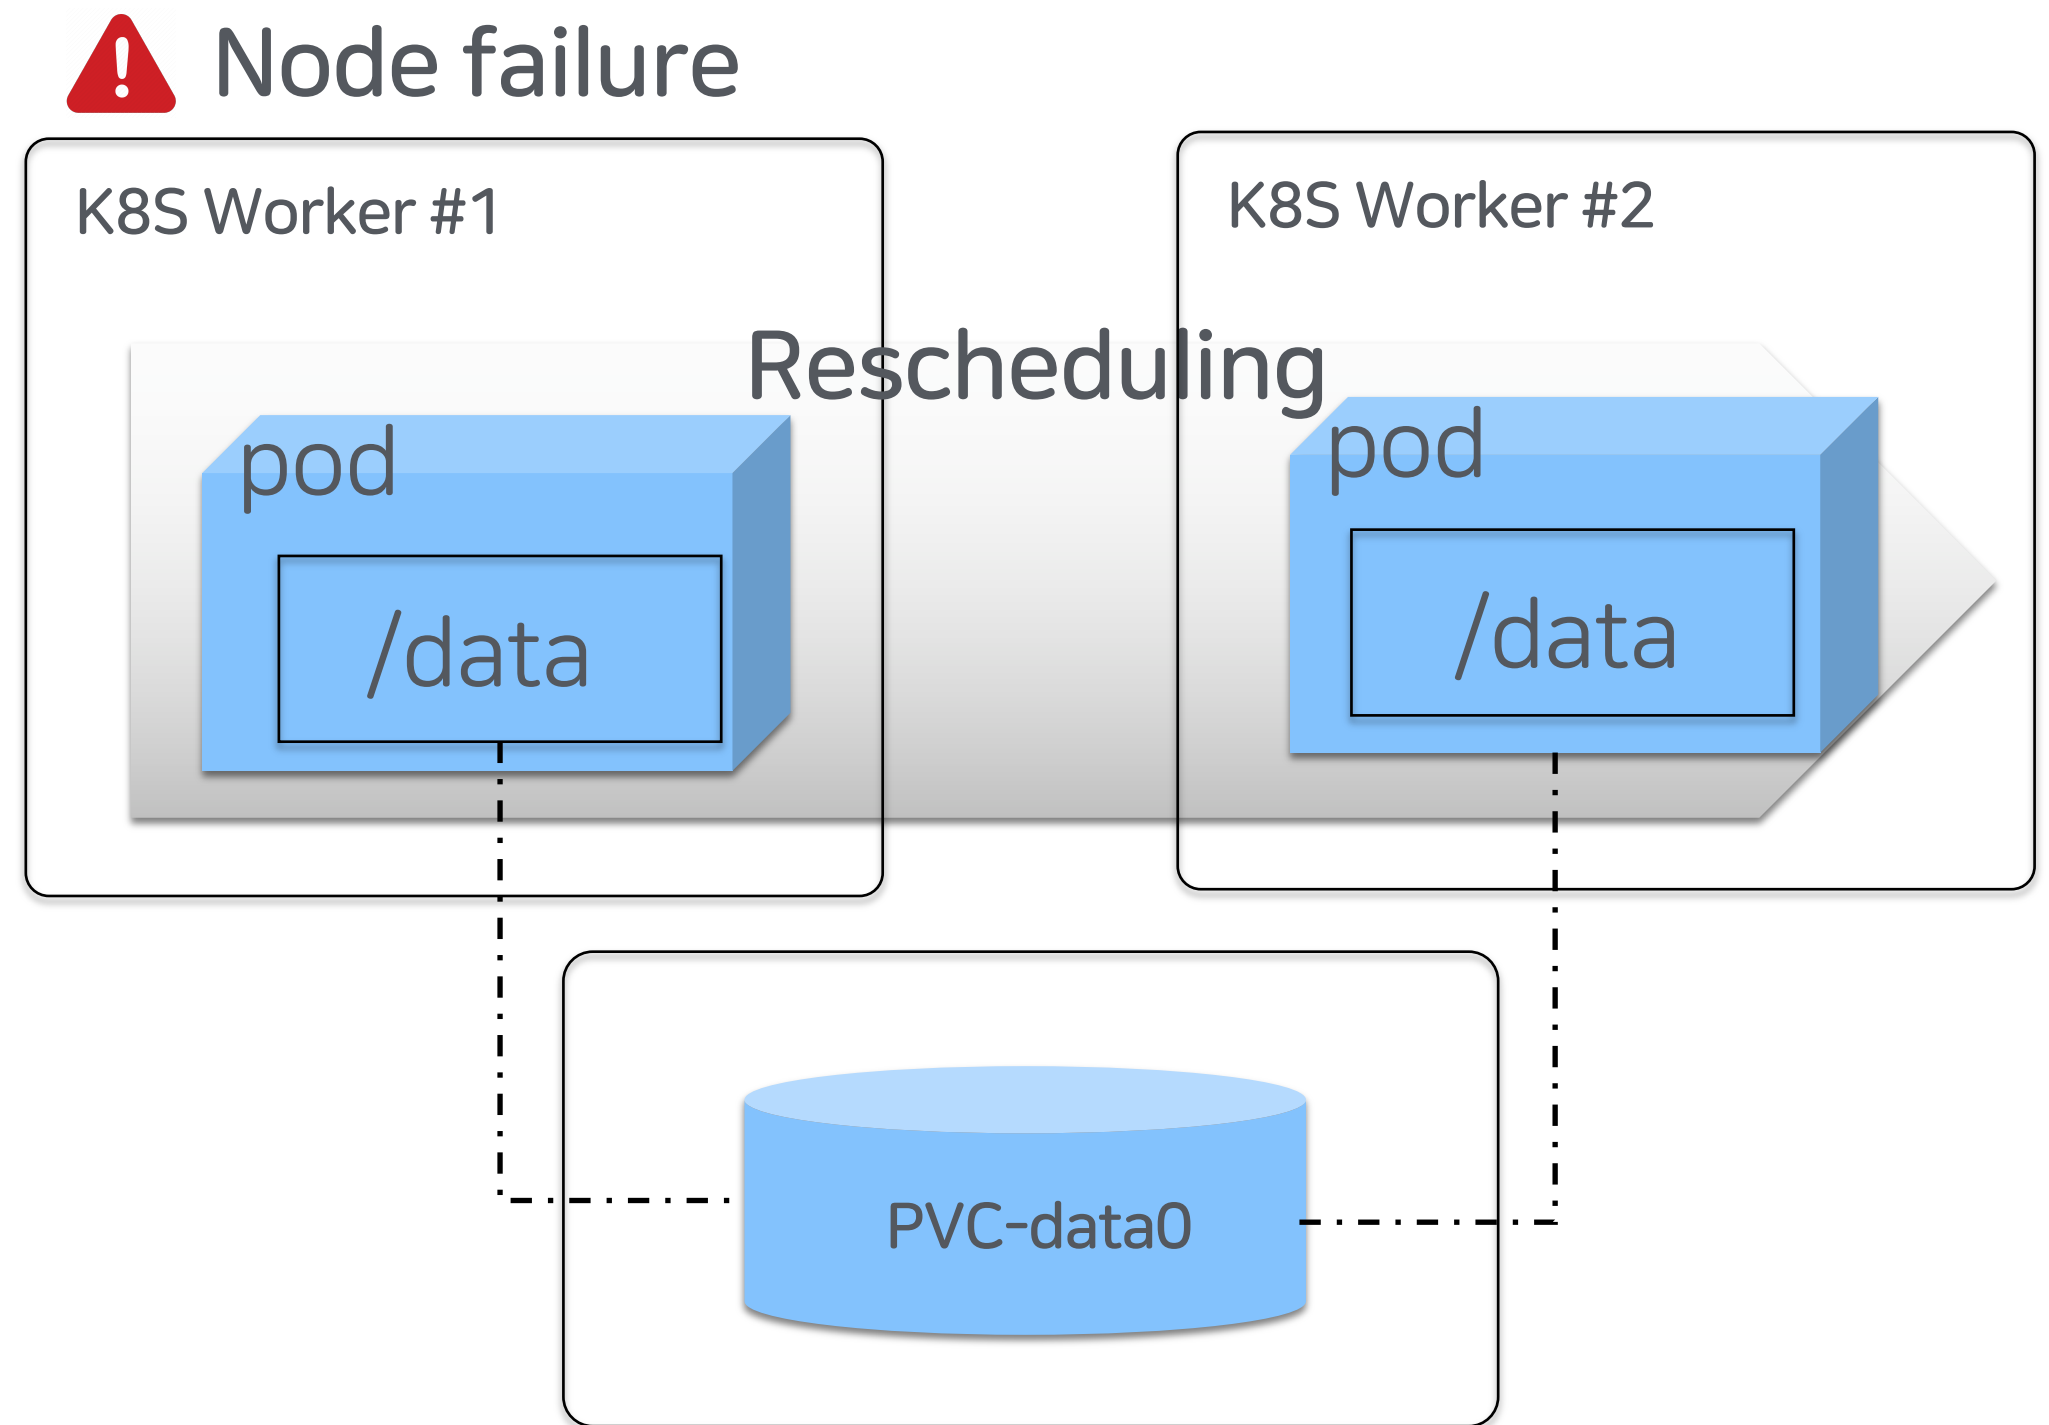 Node failure
K8S Worker #1
K8S Worker #2
Rescheduling
pod
/data
pod
/data
PVC-data0